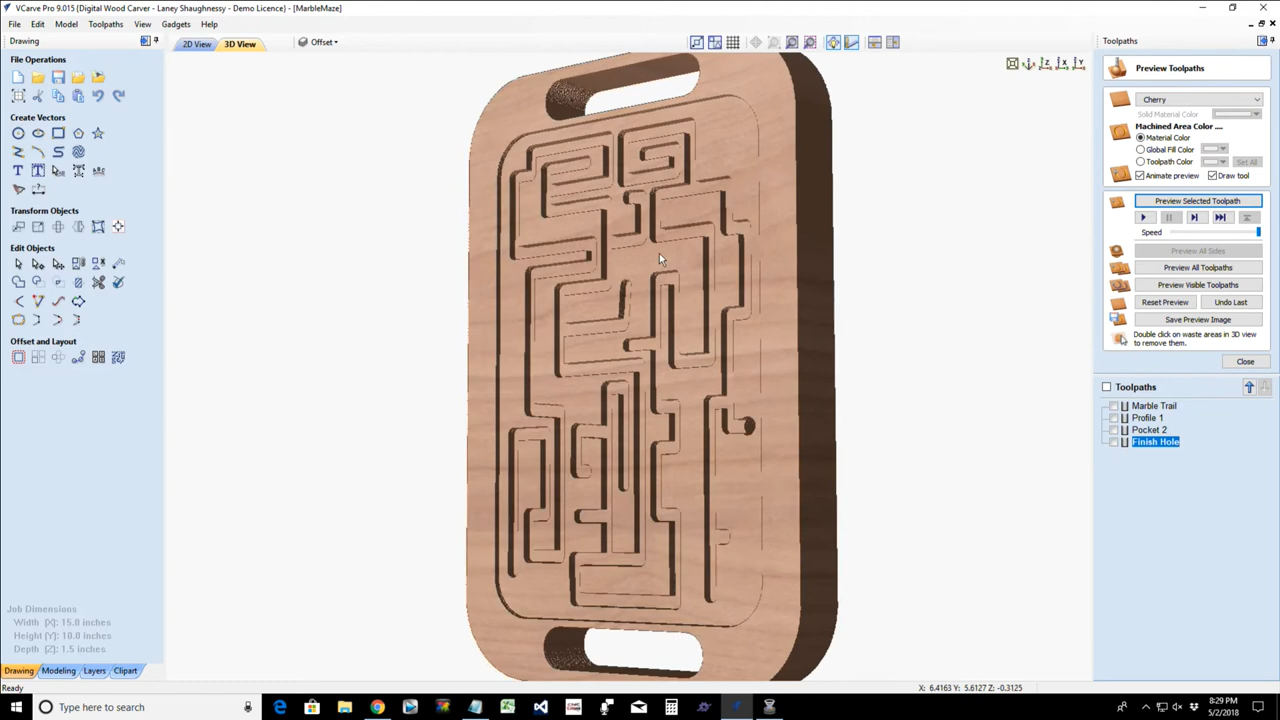 VCarve Pro 9.015 {Digital Wood Carver - Laney Shaughnessy - Demo Licence} - [MarbleMaze]
File Edit Model Toolpaths View Gadgets Help
Drawing
2D View 3D View Offset
Toolpaths
File Operations
Create Vectors
Transform Objects
Edit Objects
Offset and Layout
Job Dimensions
Width (X): 15.0 inches
Height (Y): 10.0 inches
Depth (Z): 1.5 inches
Drawing Modeling Layers Clipart
Ready
X: 6.4163 Y: 5.6127 Z: -0.3125
Preview Toolpaths
Cherry
Solid Material Color
Machined Area Color ....
Material Color
Global Fill Color
Toolpath Color Set All
Animate preview Draw tool
Preview Selected Toolpath
Speed
Preview All Sides
Preview All Toolpaths
Preview Visible Toolpaths
Reset Preview Undo Last
Save Preview Image
Double click on waste areas in 3D view
to remove them.
Close
Toolpaths
Marble Trail
Profile 1
Pocket 2
Finish Hole
Type here to search
8:29 PM
5/2/2018